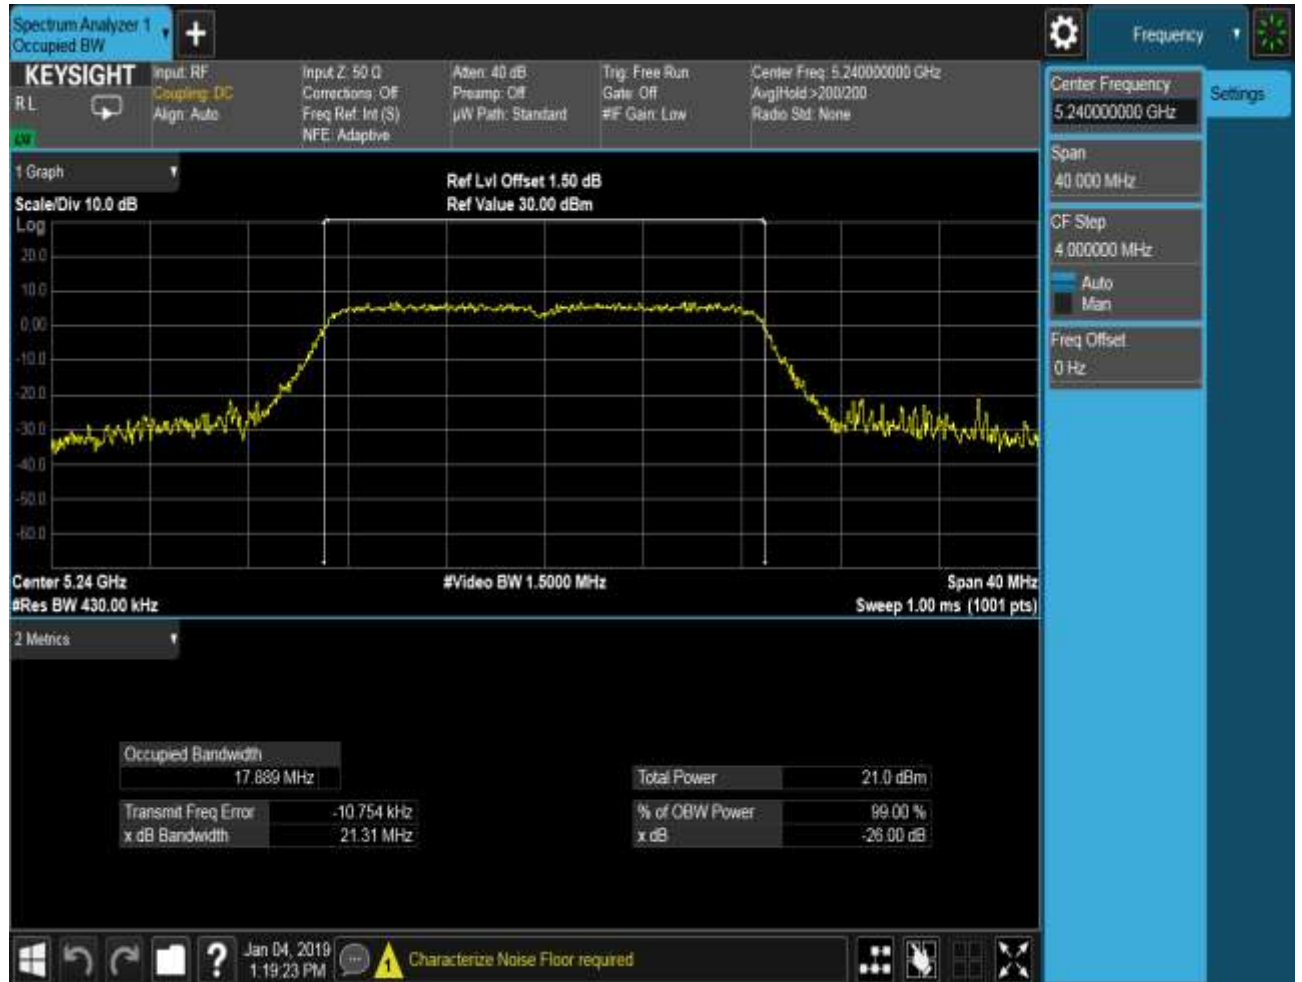 Spectrum Analyzer 1
Occupied BW
Frequency
KEYSIGHT
RL
Input: RF
Coupling: DC
Align: Auto
Input Z: 50 Ω
Corrections: Off
Freq Ref: Int (S)
NFE: Adaptive
Atten: 40 dB
Preamp: Off
µW Path: Standard
Trig: Free Run
Gate: Off
#IF Gain: Low
Center Freq: 5.240000000 GHz
Avg|Hold:>200/200
Radio Std: None
Center Frequency
5.240000000 GHz
Settings
Span
40.000 MHz
CF Step
4.000000 MHz
Auto
Man
Freq Offset
0 Hz
1 Graph
Scale/Div 10.0 dB
Ref Lvl Offset 1.50 dB
Ref Value 30.00 dBm
Log
20.0
10.0
0.00
-10.0
-20.0
-30.0
-40.0
-50.0
-60.0
Center 5.24 GHz
#Video BW 1.5000 MHz
Span 40 MHz
#Res BW 430.00 kHz
Sweep 1.00 ms (1001 pts)
2 Metrics
Occupied Bandwidth
17.889 MHz
Total Power 21.0 dBm
Transmit Freq Error -10.754 kHz
% of OBW Power 99.00 %
x dB Bandwidth 21.31 MHz
x dB -26.00 dB
Jan 04, 2019
1:19:23 PM
1
Characterize Noise Floor required